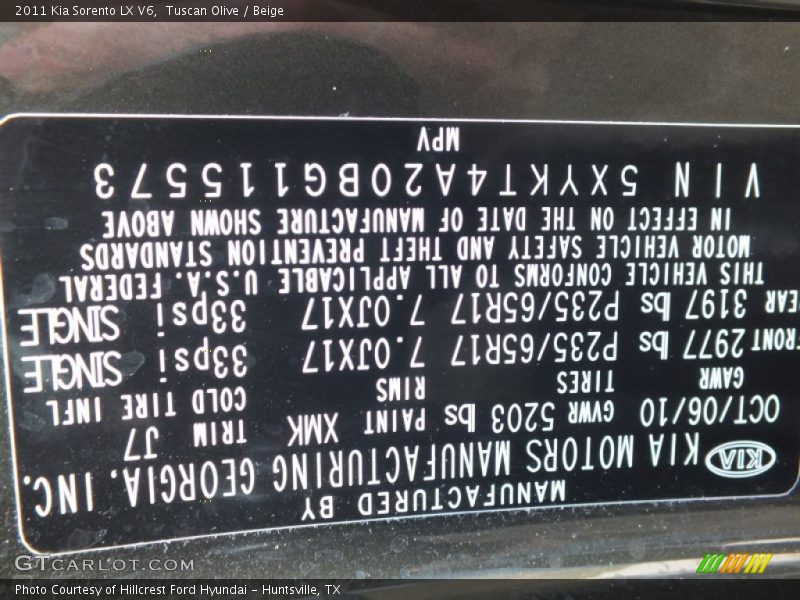 2011 Kia Sorento LX V6, Tuscan Olive / Beige
MANUFACTURED BY
KIA KIA MOTORS MANUFACTURING GEORGIA, INC.
OCT/06/10 GVWR 5203 lbs PAINT XMK TRIM J7
GAWR TIRES RIMS COLD TIRE INFL
FRONT 2977 lbs P235/65R17 7.0JX17 33psi SINGLE
REAR 3197 lbs P235/65R17 7.0JX17 33psi SINGLE
THIS VEHICLE CONFORMS TO ALL APPLICABLE U.S.A. FEDERAL
MOTOR VEHICLE SAFETY AND THEFT PREVENTION STANDARDS
IN EFFECT ON THE DATE OF MANUFACTURE SHOWN ABOVE
VIN 5XYKT4A20BG115573
MPV
GTcarlot.com
Photo Courtesy of Hillcrest Ford Hyundai - Huntsville, TX